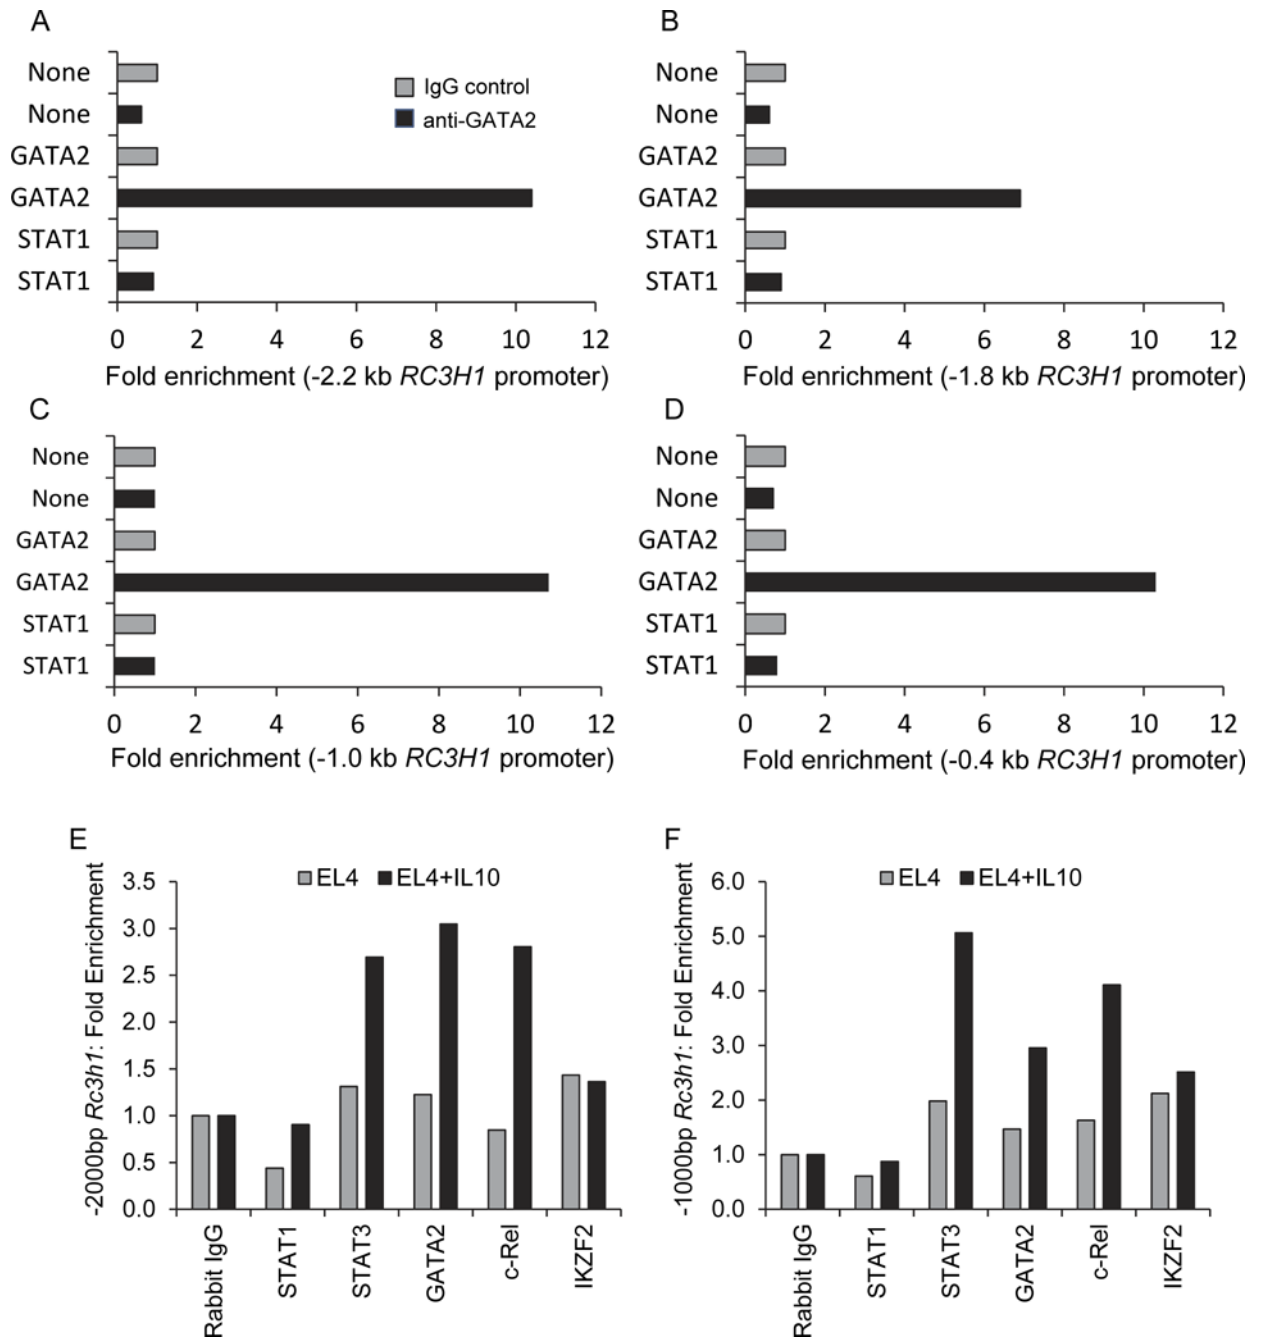 A
None
None
GATA2
GATA2
STAT1
STAT1
IgG control
anti-GATA2
0 2 4 6 8 10 12
Fold enrichment (-2.2 kb RC3H1 promoter)
B
None
None
GATA2
GATA2
STAT1
STAT1
0 2 4 6 8 10 12
Fold enrichment (-1.8 kb RC3H1 promoter)
C
None
None
GATA2
GATA2
STAT1
STAT1
0 2 4 6 8 10 12
Fold enrichment (-1.0 kb RC3H1 promoter)
D
None
None
GATA2
GATA2
STAT1
STAT1
0 2 4 6 8 10 12
Fold enrichment (-0.4 kb RC3H1 promoter)
E
-2000bp Rc3h1: Fold Enrichment
EL4 EL4+IL10
3.5
3.0
2.5
2.0
1.5
1.0
0.5
0.0
Rabbit IgG
STAT1
STAT3
GATA2
c-Rel
IKZF2
F
-1000bp Rc3h1: Fold Enrichment
EL4 EL4+IL10
6.0
5.0
4.0
3.0
2.0
1.0
0.0
Rabbit IgG
STAT1
STAT3
GATA2
c-Rel
IKZF2